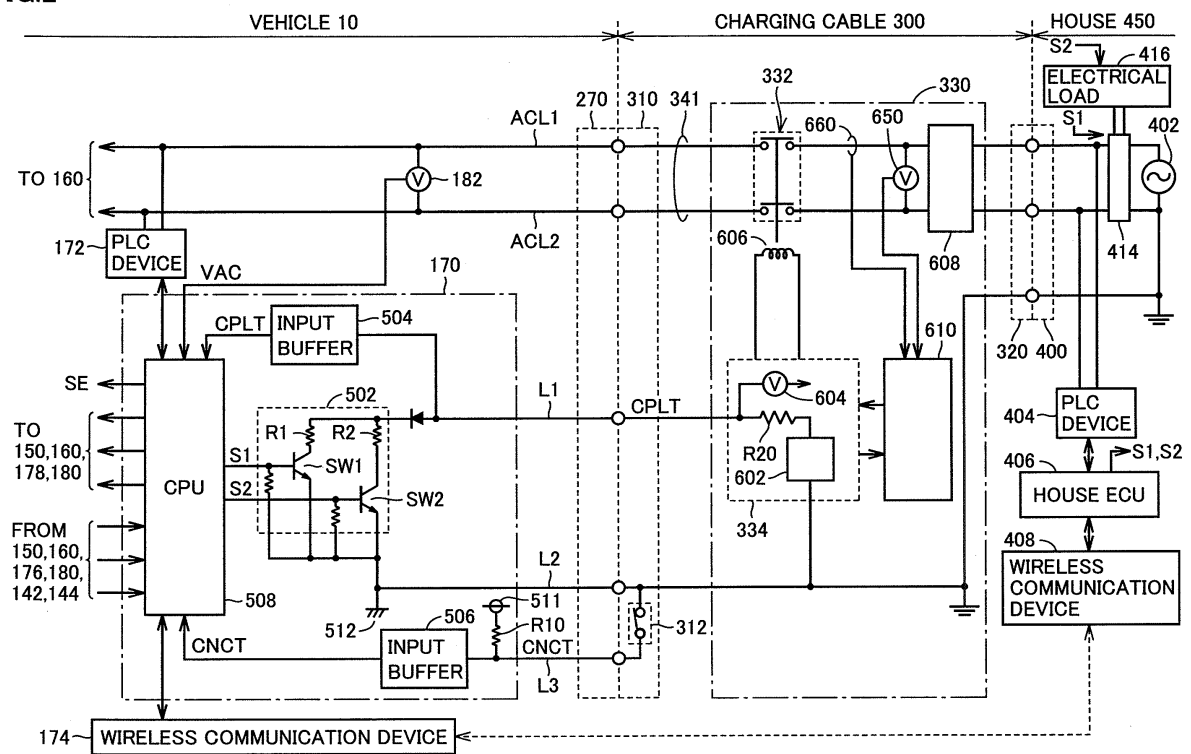 VEHICLE 10
CHARGING CABLE 300
HOUSE 450
S2
416
ELECTRICAL
LOAD
332
330
270
310
341
660
650
S1
402
ACL1
TO 160
V
182
V
ACL2
172
PLC
DEVICE
606
608
414
VAC
170
CPLT
INPUT
BUFFER
504
610
320
400
SE
502
L1
CPLT
V
604
404
PLC
DEVICE
TO
150,160,
178,180
R1
R2
R20
S1
SW1
602
406
S1,S2
CPU
S2
SW2
HOUSE ECU
334
FROM
150,160,
176,180,
142,144
408
WIRELESS
COMMUNICATION
DEVICE
L2
508
512
511
506
R10
312
CNCT
INPUT
BUFFER
CNCT
L3
174
WIRELESS COMMUNICATION DEVICE